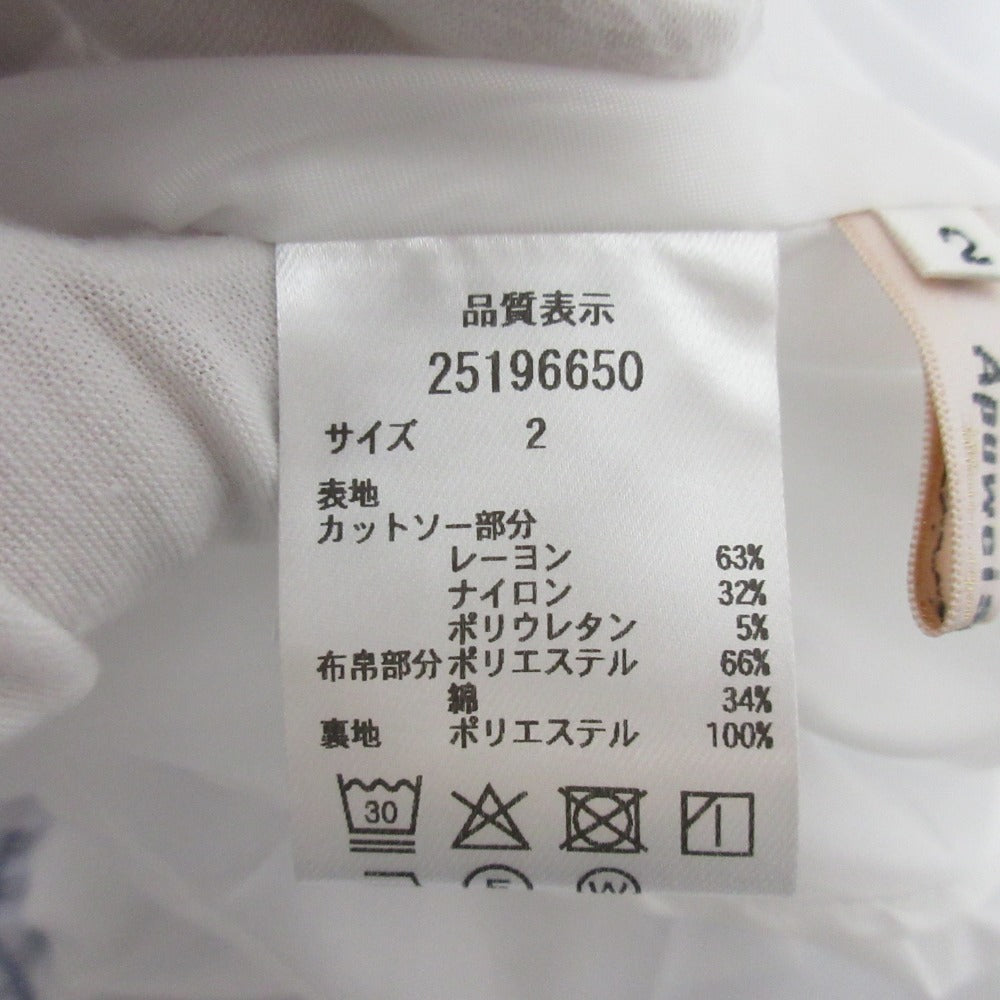 品質表示
25196650
サイズ 2
表地
カットソー部分
レーヨン 63%
ナイロン 32%
ポリウレタン 5%
布帛部分 ポリエステル 66%
綿 34%
裏地 ポリエステル 100%
30
2